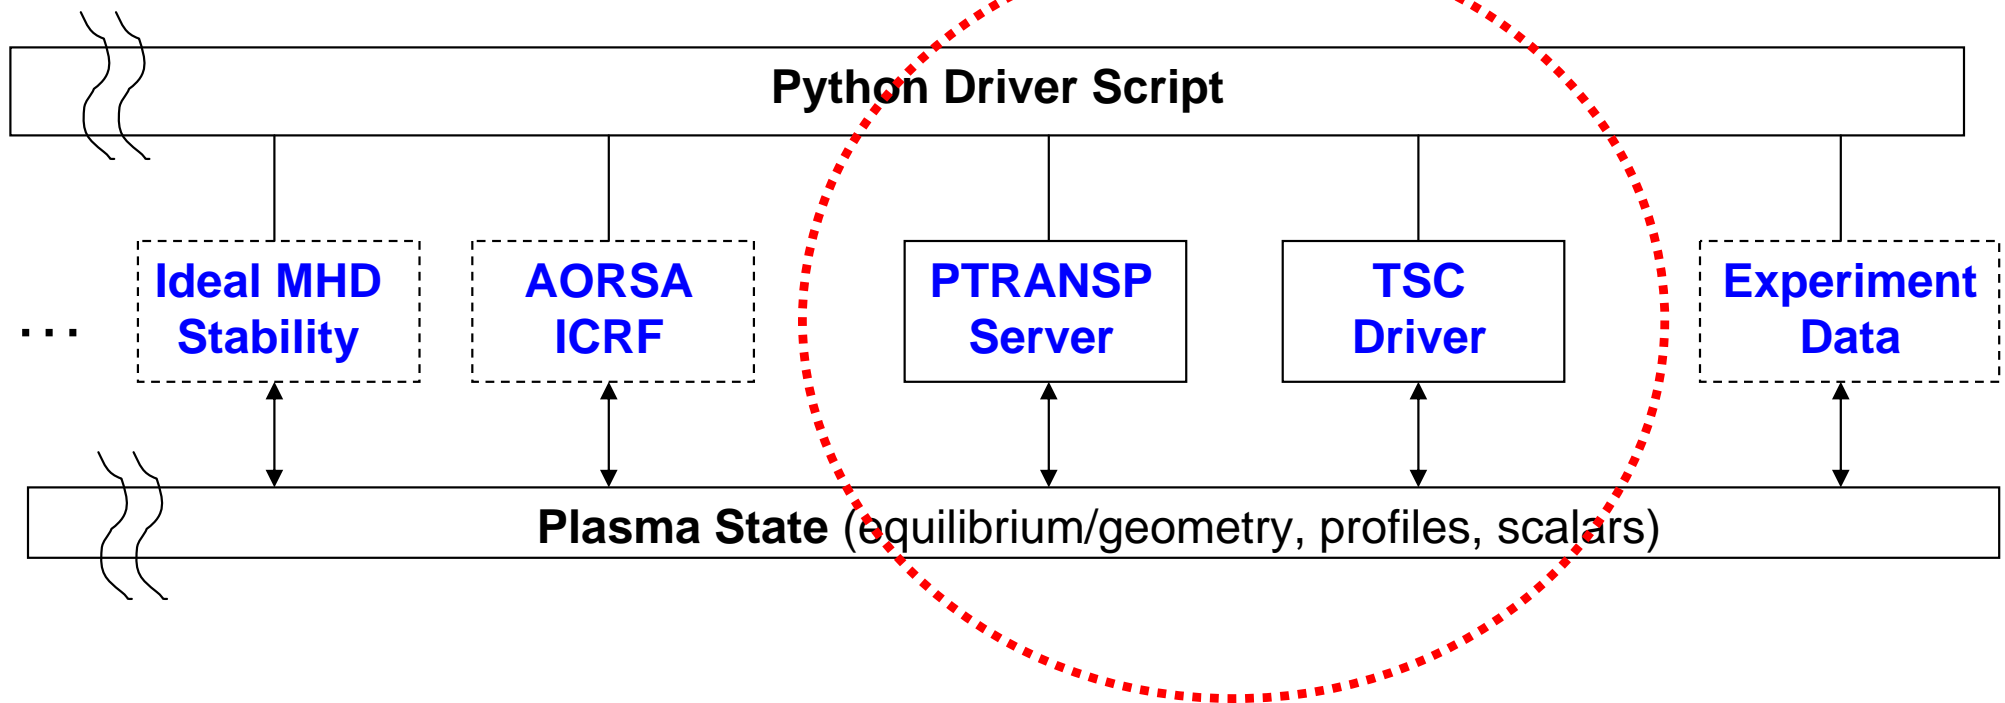 Python Driver Script
Ideal MHD
Stability
AORSA
ICRF
PTRANSP
Server
TSC
Driver
Experiment
Data
...
Plasma State (equilibrium/geometry, profiles, scalars)